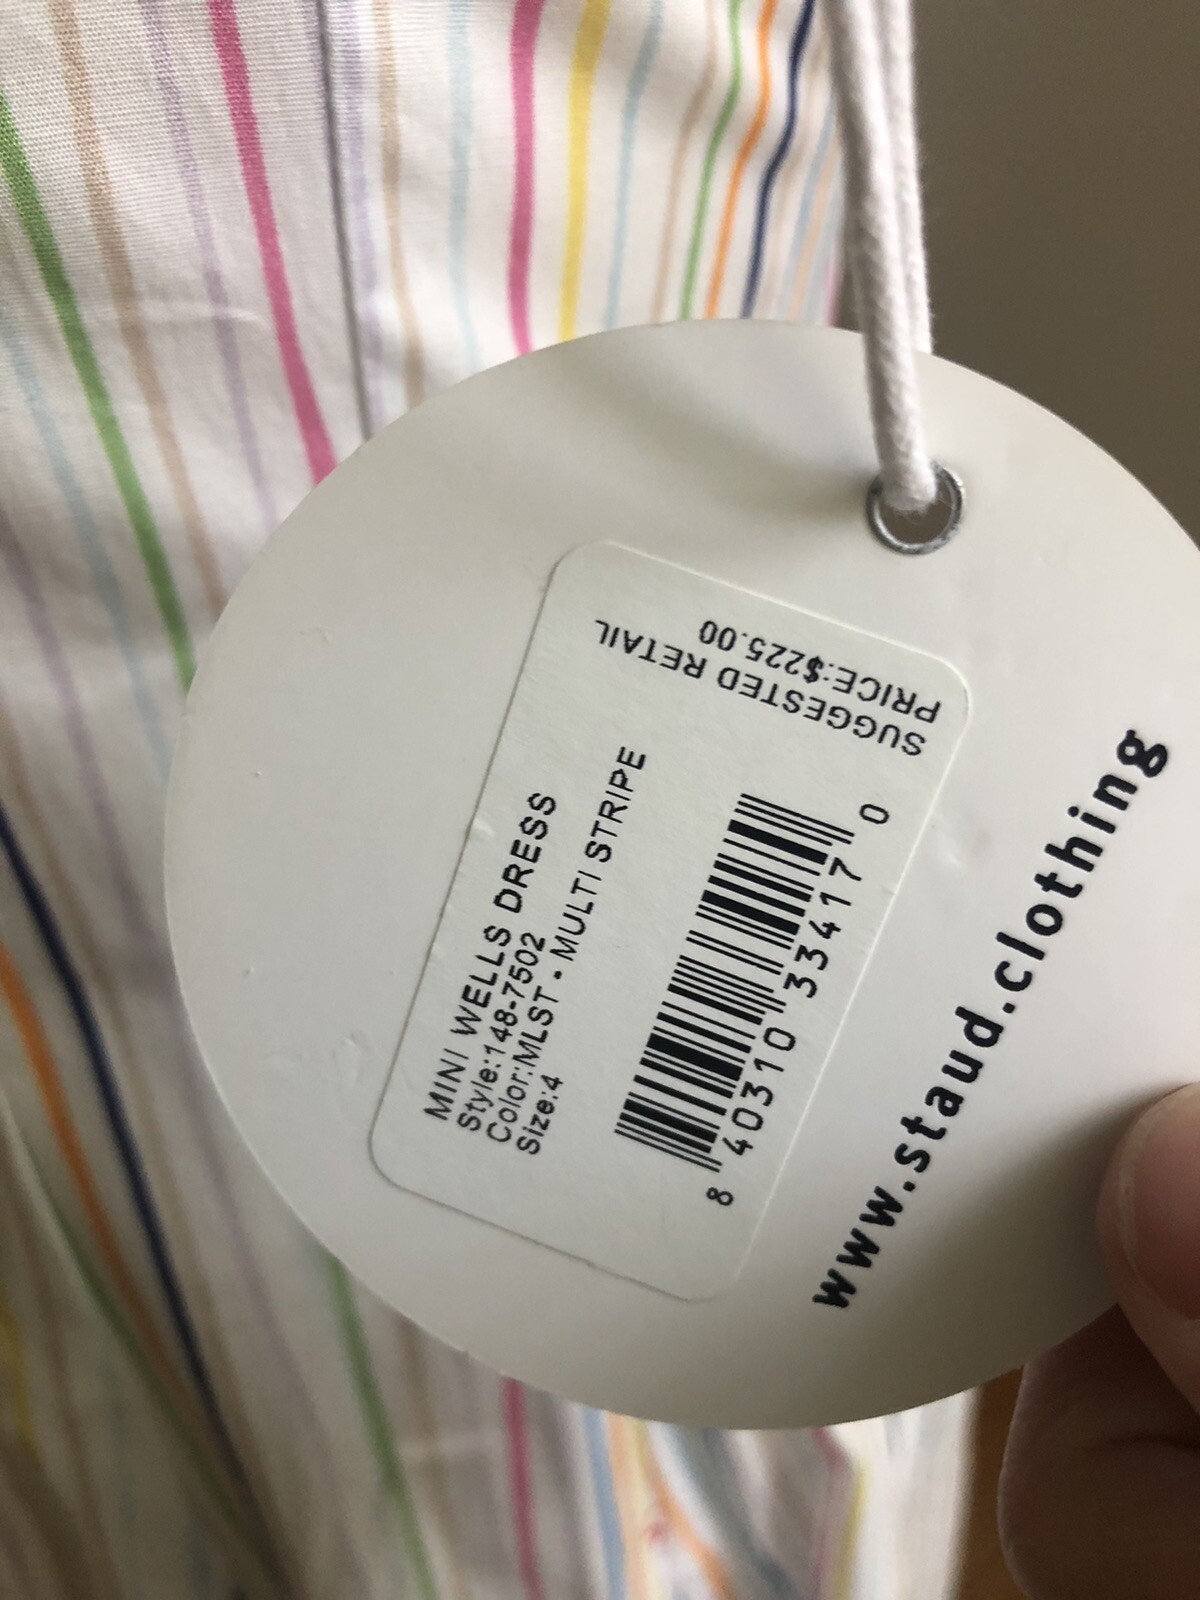 MINI WELLS DRESS
Style:148-7502
Color:MLST - MULTI STRIPE
Size:4
8 40310 33417 0
SUGGESTED RETAIL
PRICE:$225.00
www.staud.clothing